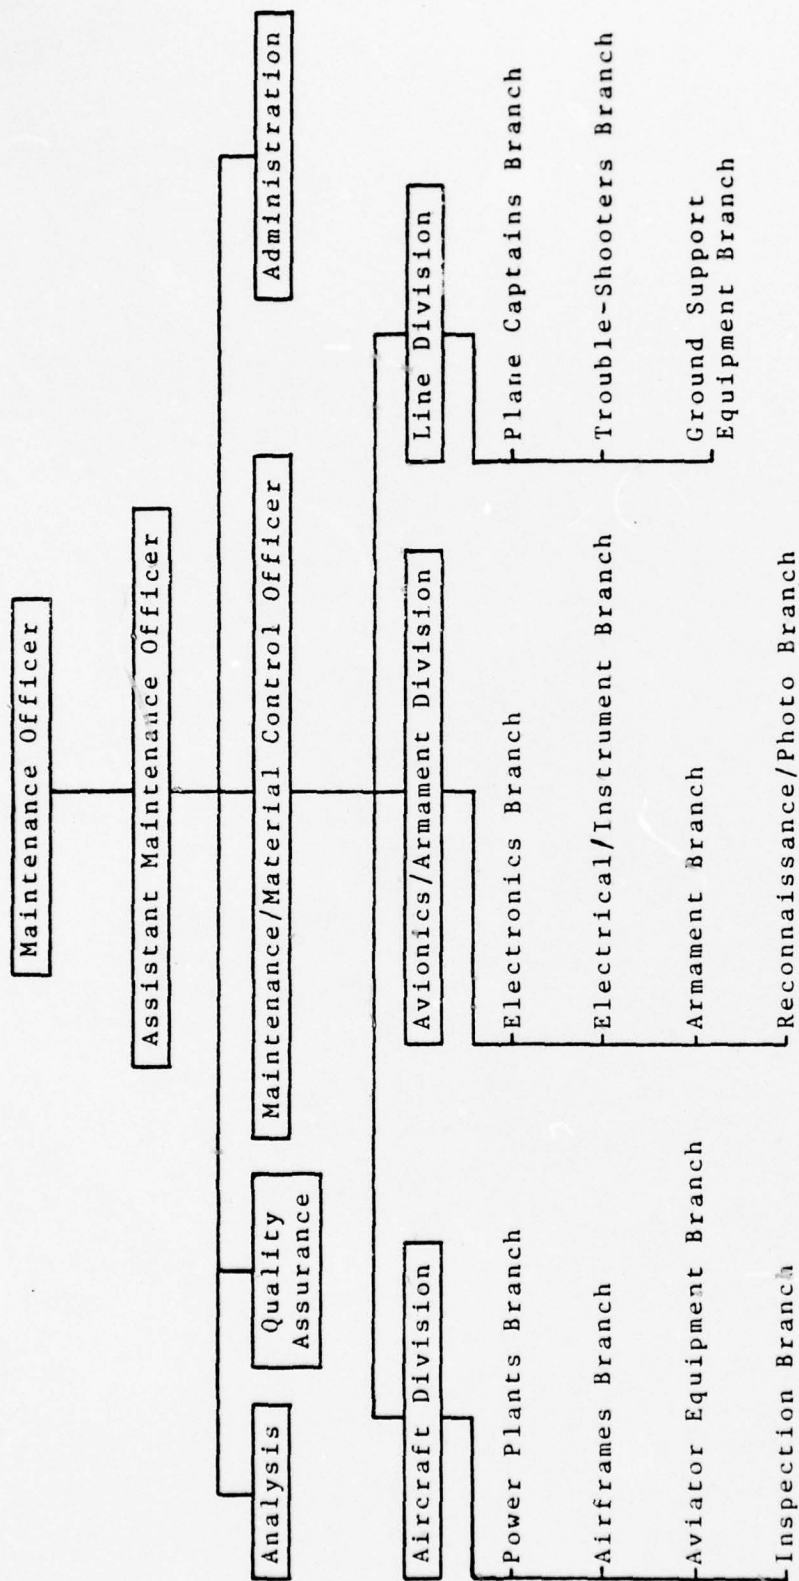 Maintenance Officer
Assistant Maintenance Officer
Analysis
Quality
Assurance
Maintenance/Material Control Officer
Administration
Aircraft Division
Power Plants Branch
Airframes Branch
Aviator Equipment Branch
Inspection Branch
Avionics/Armament Division
Electronics Branch
Electrical/Instrument Branch
Armament Branch
Reconnaissance/Photo Branch
Line Division
Plane Captains Branch
Trouble-Shooters Branch
Ground Support
Equipment Branch